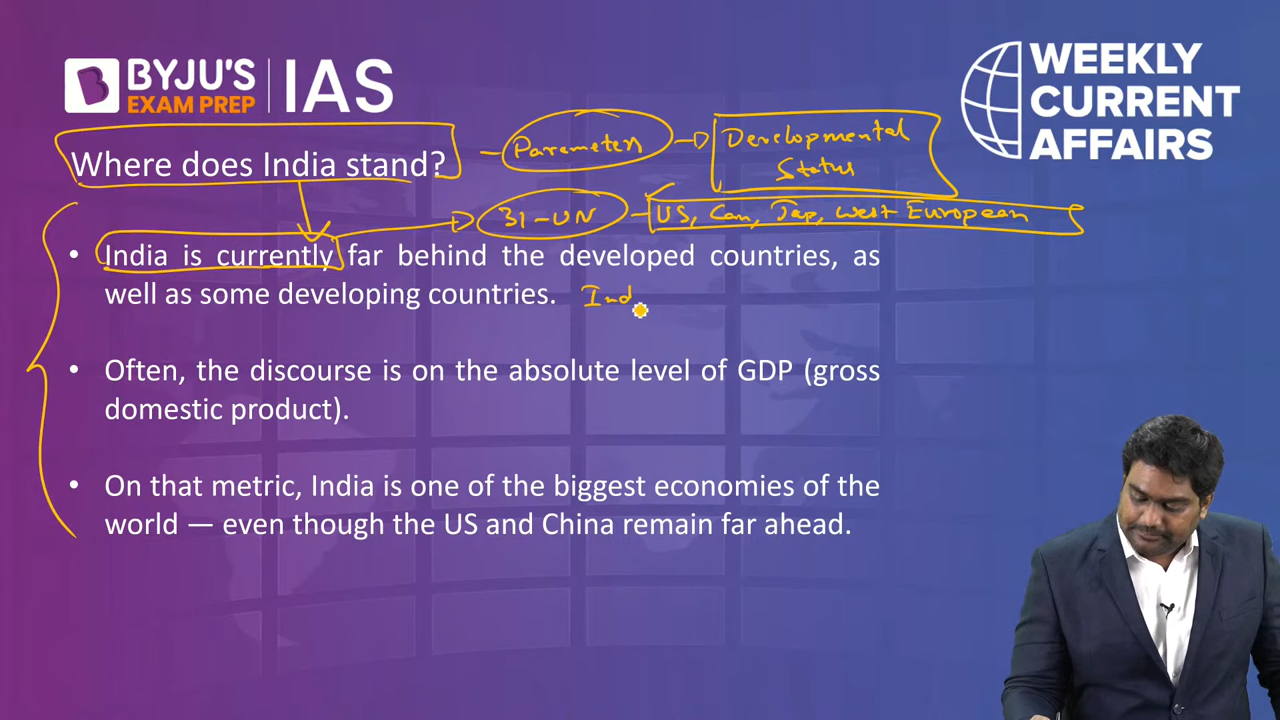 BYJU'S
EXAM PREP
IAS
WEEKLY
CURRENT
AFFAIRS
Where does India stand?
Parameters
Developmental
Status
31-UN
US, Can, Jap, West European
• India is currently far behind the developed countries, as
well as some developing countries.
Ind
• Often, the discourse is on the absolute level of GDP (gross
domestic product).
• On that metric, India is one of the biggest economies of the
world — even though the US and China remain far ahead.